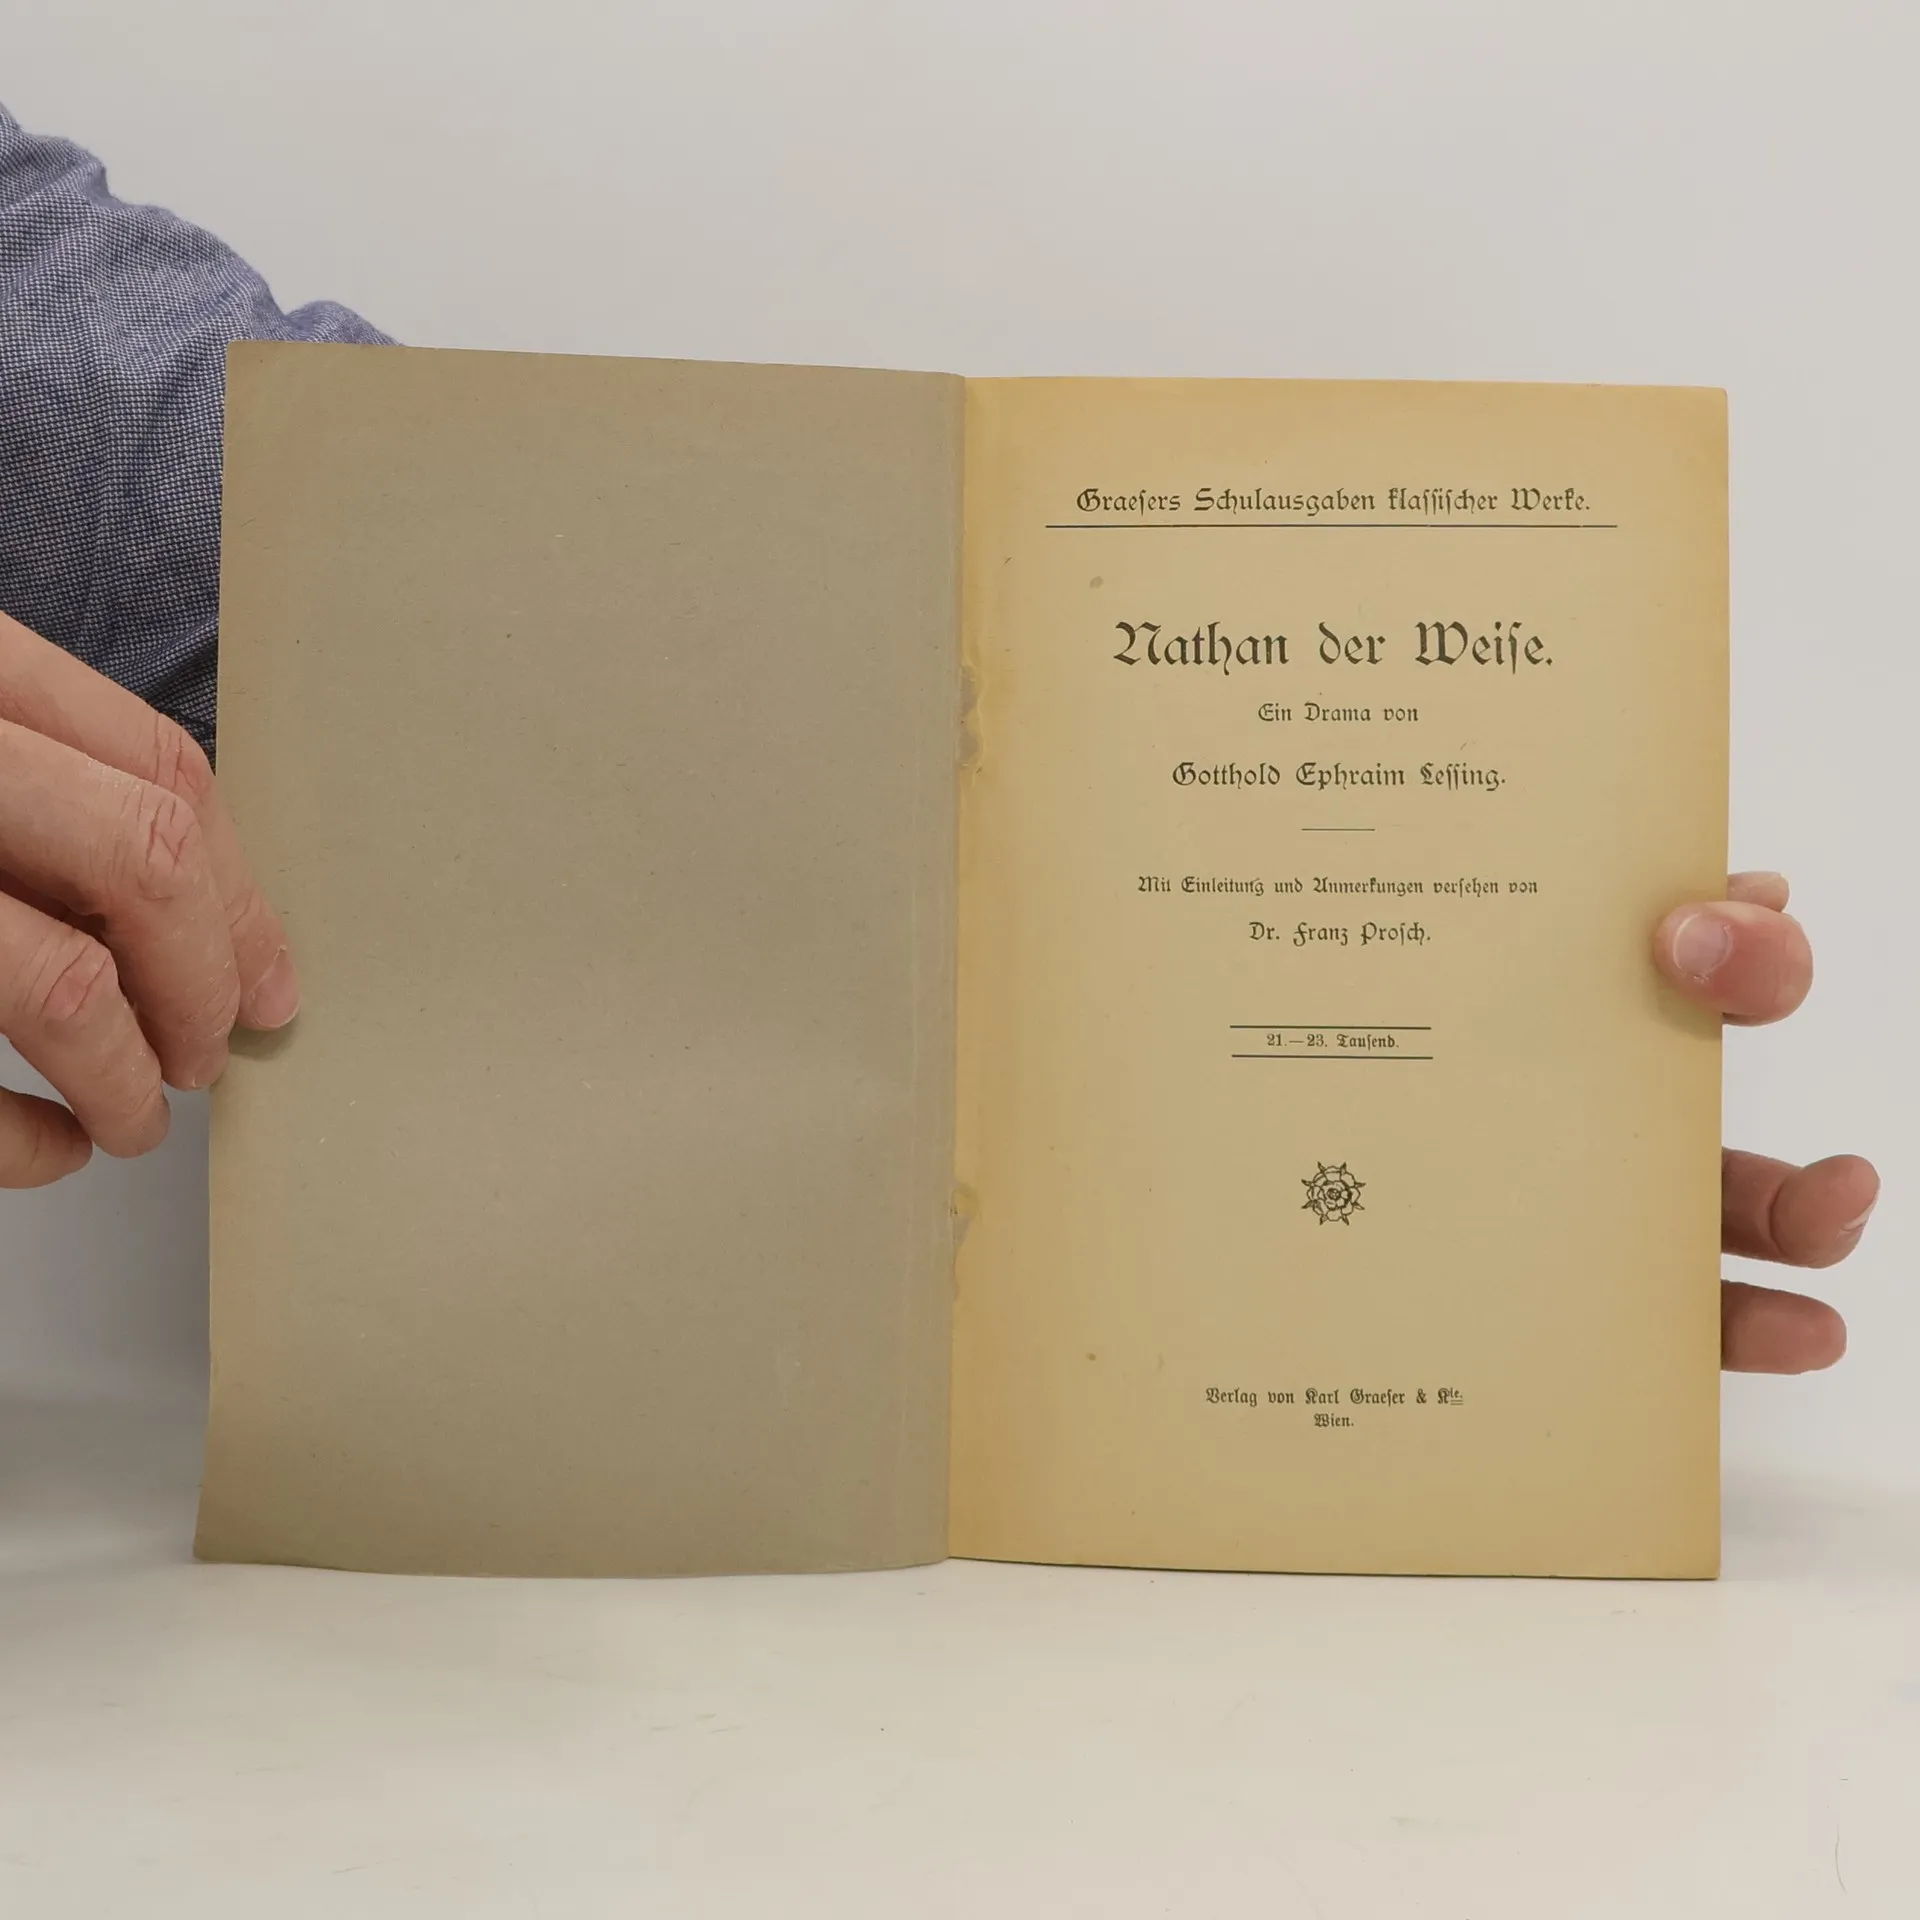 Graeſers Schulausgaben klaſſiſcher Werke.
Nathan der Weiſe.
Ein Drama von
Gotthold Ephraim Leſſing.
Mit Einleitung und Anmerkungen verſehen von
Dr. Franz Proſch.
21.—23. Tauſend.
Verlag von Karl Graeſer & Kie.
Wien.